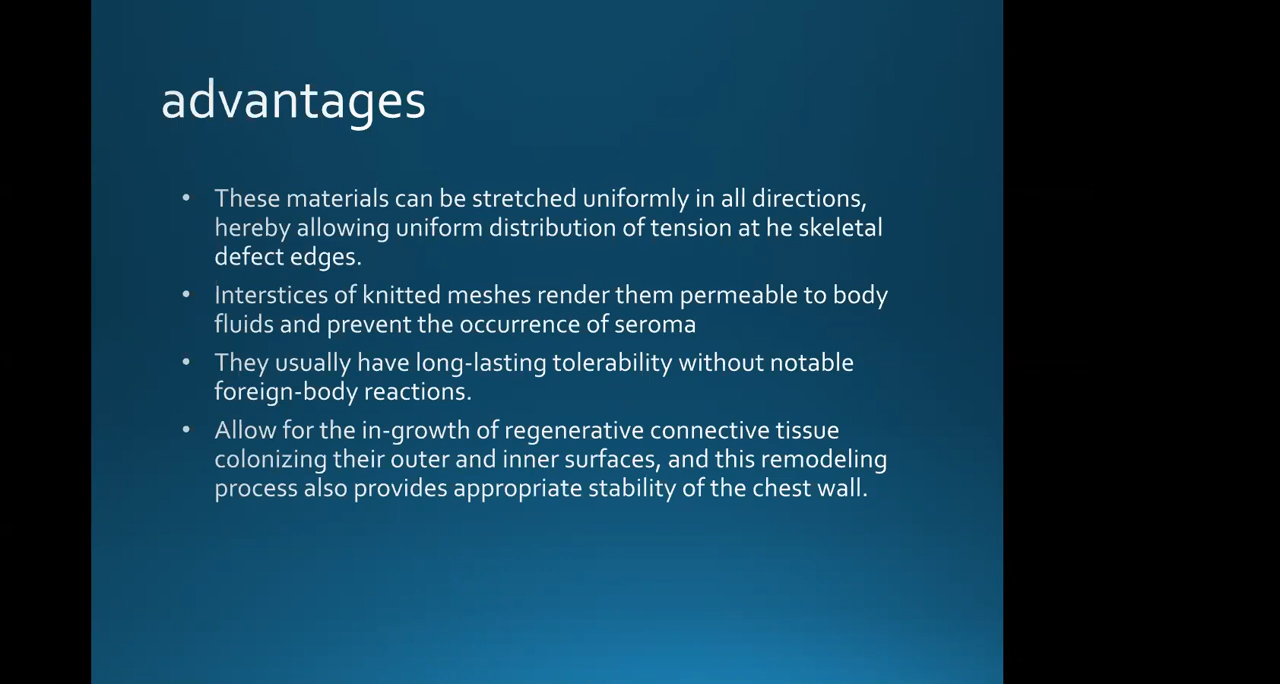 advantages
• These materials can be stretched uniformly in all directions,
hereby allowing uniform distribution of tension at he skeletal
defect edges.
• Interstices of knitted meshes render them permeable to body
fluids and prevent the occurrence of seroma
• They usually have long-lasting tolerability without notable
foreign-body reactions.
• Allow for the in-growth of regenerative connective tissue
colonizing their outer and inner surfaces, and this remodeling
process also provides appropriate stability of the chest wall.